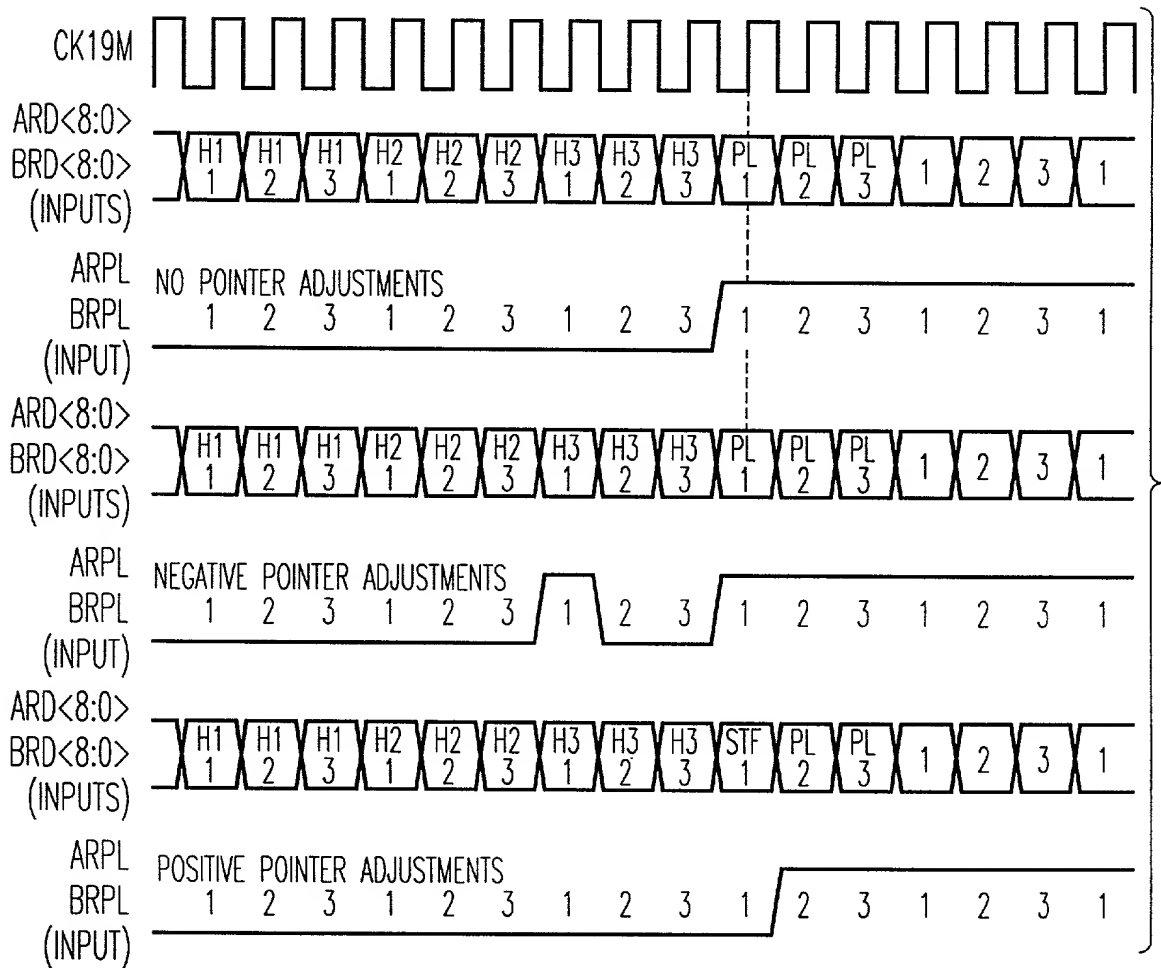 CK19M
ARD<8:0>
BRD<8:0>
(INPUTS)
H1 H1 H1 H2 H2 H2 H3 H3 H3 PL PL PL
1 2 3 1 2 3 1 2 3 1 2 3 1 2 3 1
ARPL
BRPL
(INPUT)
NO POINTER ADJUSTMENTS
1 2 3 1 2 3 1 2 3 1 2 3 1 2 3 1
ARD<8:0>
BRD<8:0>
(INPUTS)
H1 H1 H1 H2 H2 H2 H3 H3 H3 PL PL PL
1 2 3 1 2 3 1 2 3 1 2 3 1 2 3 1
ARPL
BRPL
(INPUT)
NEGATIVE POINTER ADJUSTMENTS
1 2 3 1 2 3 1 2 3 1 2 3 1 2 3 1
ARD<8:0>
BRD<8:0>
(INPUTS)
H1 H1 H1 H2 H2 H2 H3 H3 H3 STF PL PL
1 2 3 1 2 3 1 2 3 1 2 3 1 2 3 1
ARPL
BRPL
(INPUT)
POSITIVE POINTER ADJUSTMENTS
1 2 3 1 2 3 1 2 3 1 2 3 1 2 3 1